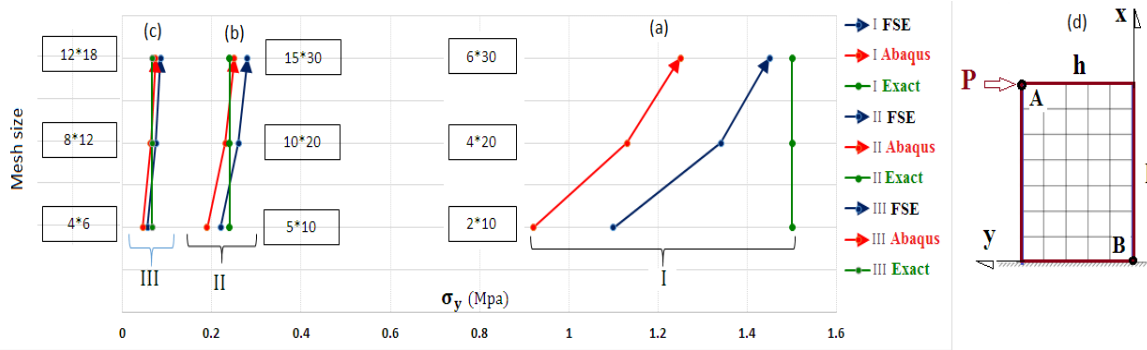 Mesh size
12*18
8*12
4*6
(c)
(b)
15*30
10*20
5*10
(a)
6*30
4*20
2*10
III
II
I
σy (Mpa)
0
0.2
0.4
0.6
0.8
1
1.2
1.4
1.6
I FSE
I Abaqus
I Exact
II FSE
II Abaqus
II Exact
III FSE
III Abaqus
III Exact
(d)
x
h
P
A
B
y